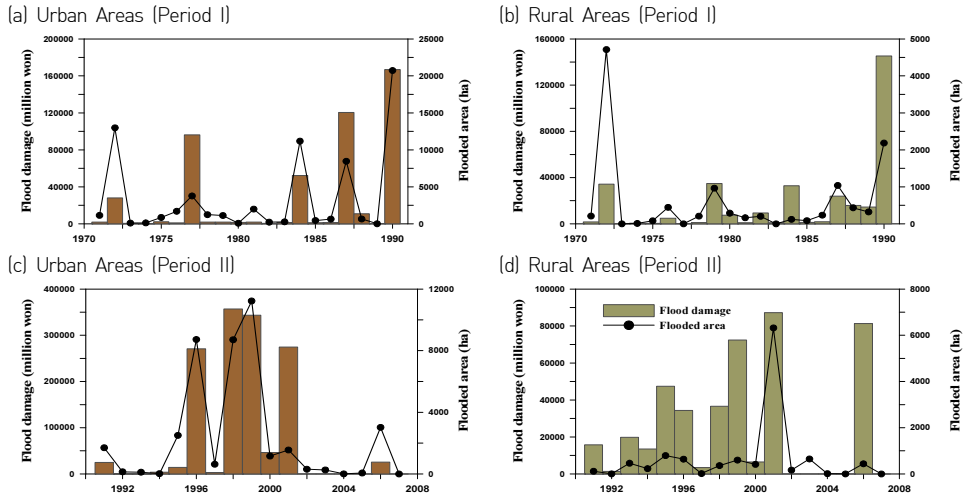 (a) Urban Areas (Period I)
(b) Rural Areas (Period I)
200000
160000
120000
80000
40000
0
Flood damage (million won)
25000
20000
15000
10000
5000
0
Flooded area (ha)
1970 1975 1980 1985 1990
160000
120000
80000
40000
0
Flood damage (million won)
5000
4000
3000
2000
1000
0
Flooded area (ha)
1970 1975 1980 1985 1990
(c) Urban Areas (Period II)
(d) Rural Areas (Period II)
400000
300000
200000
100000
0
Flood damage (million won)
12000
8000
4000
0
Flooded area (ha)
1992 1996 2000 2004 2008
100000
80000
60000
40000
20000
0
Flood damage (million won)
Flood damage
Flooded area
8000
6000
4000
2000
0
Flooded area (ha)
1992 1996 2000 2004 2008